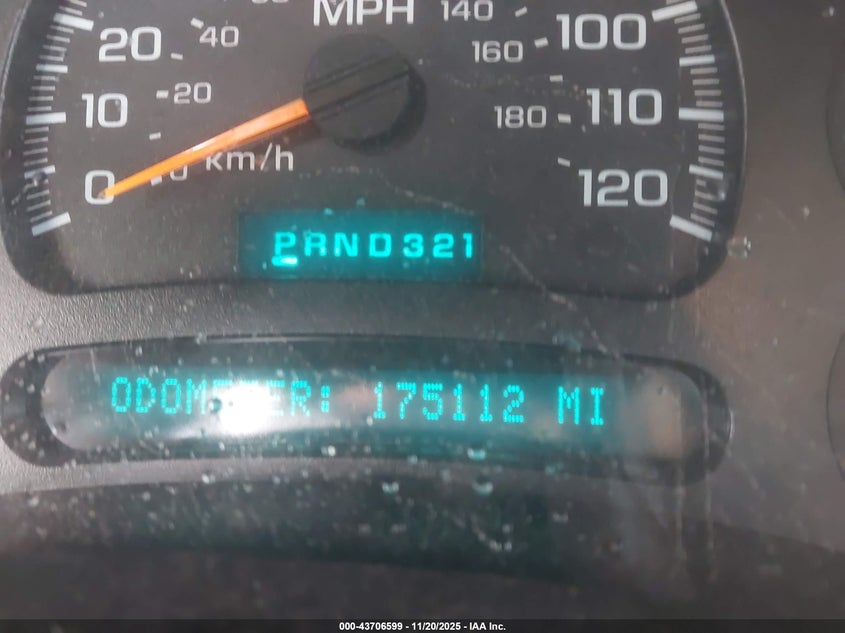 MPH 140
20 40 160 100
10 20 180 110
0 0 km/h 120
PRND321
ODOMETER: 175112 MI
000-43706599 - 11/20/2025 - IAA Inc.